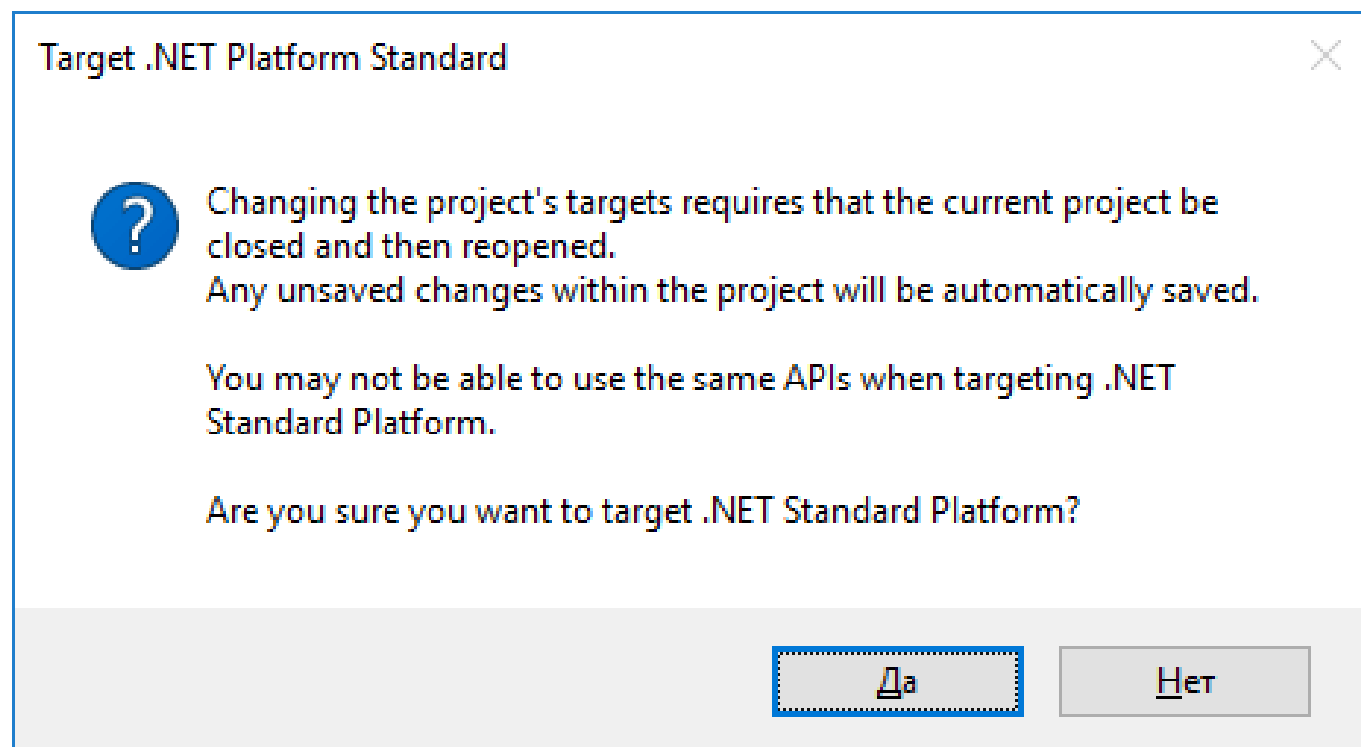 Target .NET Platform Standard
Changing the project's targets requires that the current project be
closed and then reopened.
Any unsaved changes within the project will be automatically saved.
You may not be able to use the same APIs when targeting .NET
Standard Platform.
Are you sure you want to target .NET Standard Platform?
Да
Нет